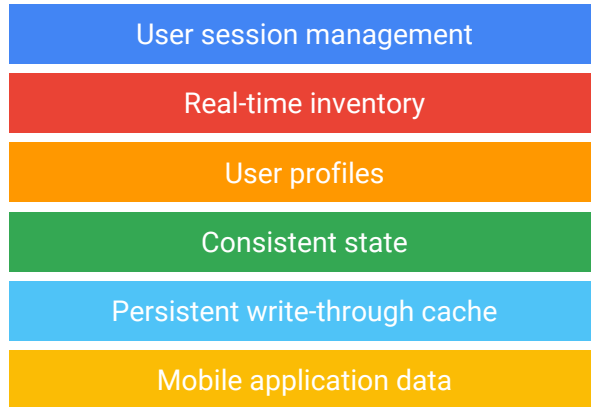 User session management
Real-time inventory
User profiles
Consistent state
Persistent write-through cache
Mobile application data